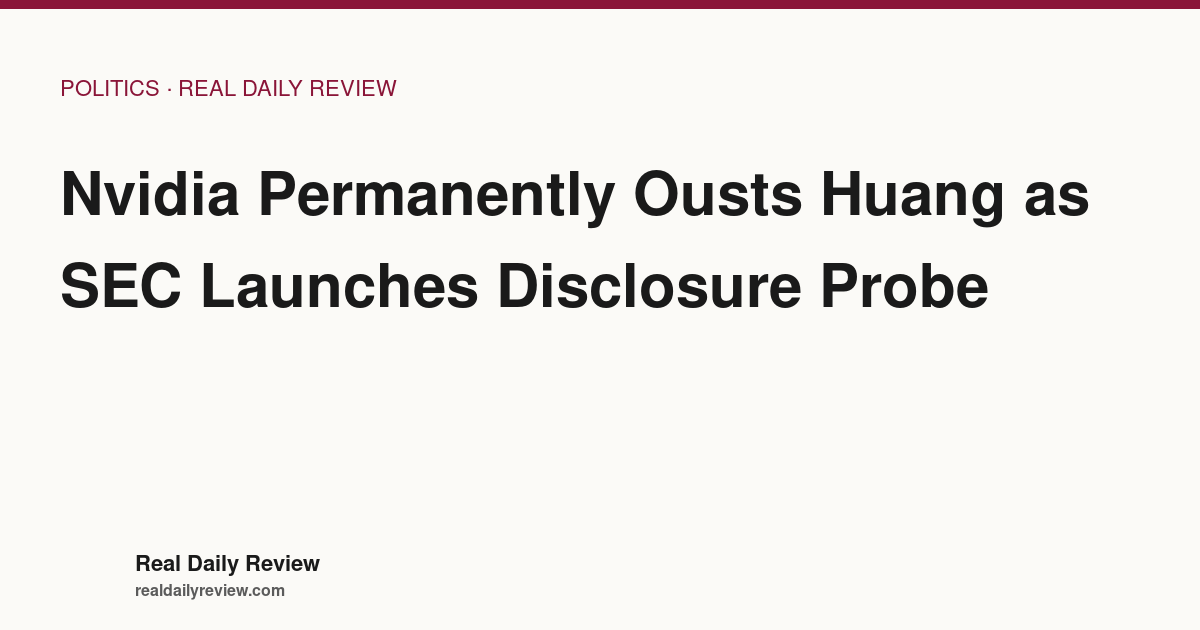 POLITICS · REAL DAILY REVIEW
Nvidia Permanently Ousts Huang as
SEC Launches Disclosure Probe
Real Daily Review
realdailyreview.com